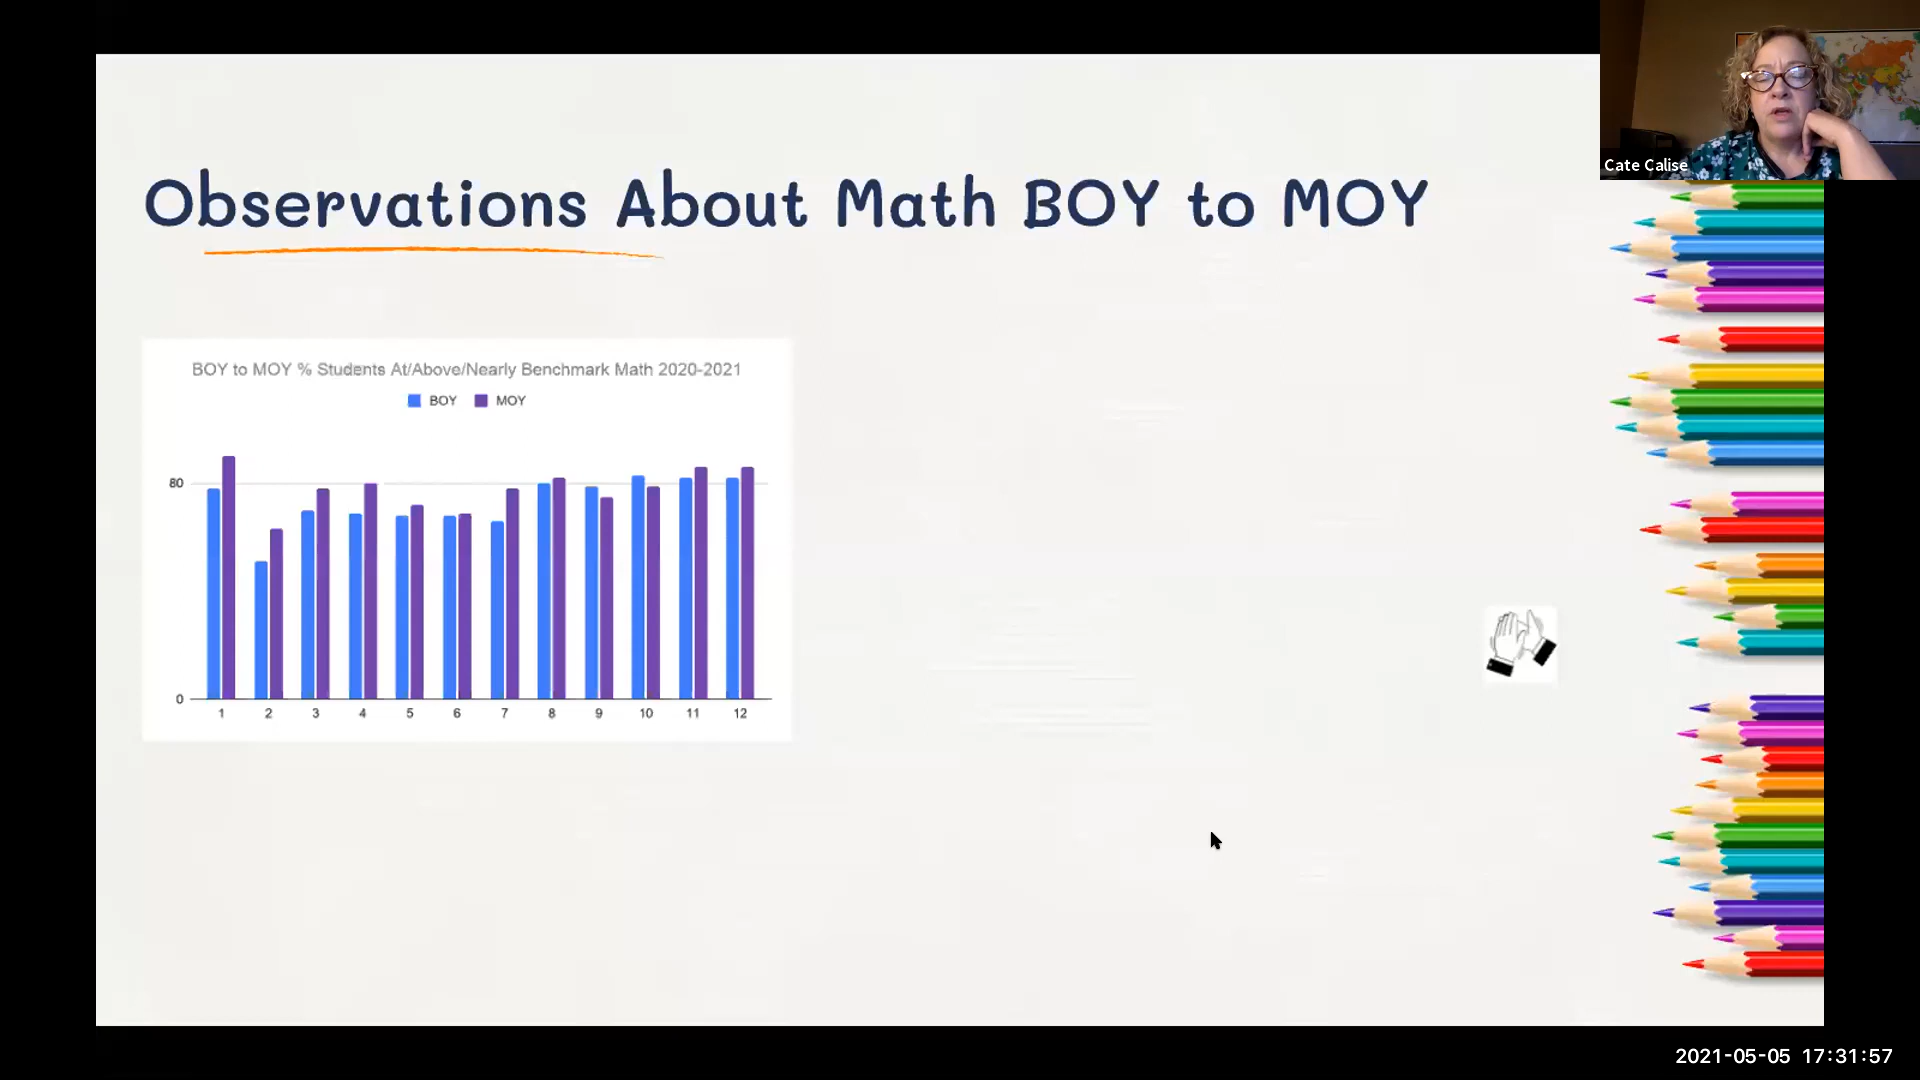 Cate Calise
Observations About Math BOY to MOY
BOY to MOY % Students At/Above/Nearly Benchmark Math 2020-2021
BOY MOY
80
0
1 2 3 4 5 6 7 8 9 10 11 12
2021-05-05 17:31:57